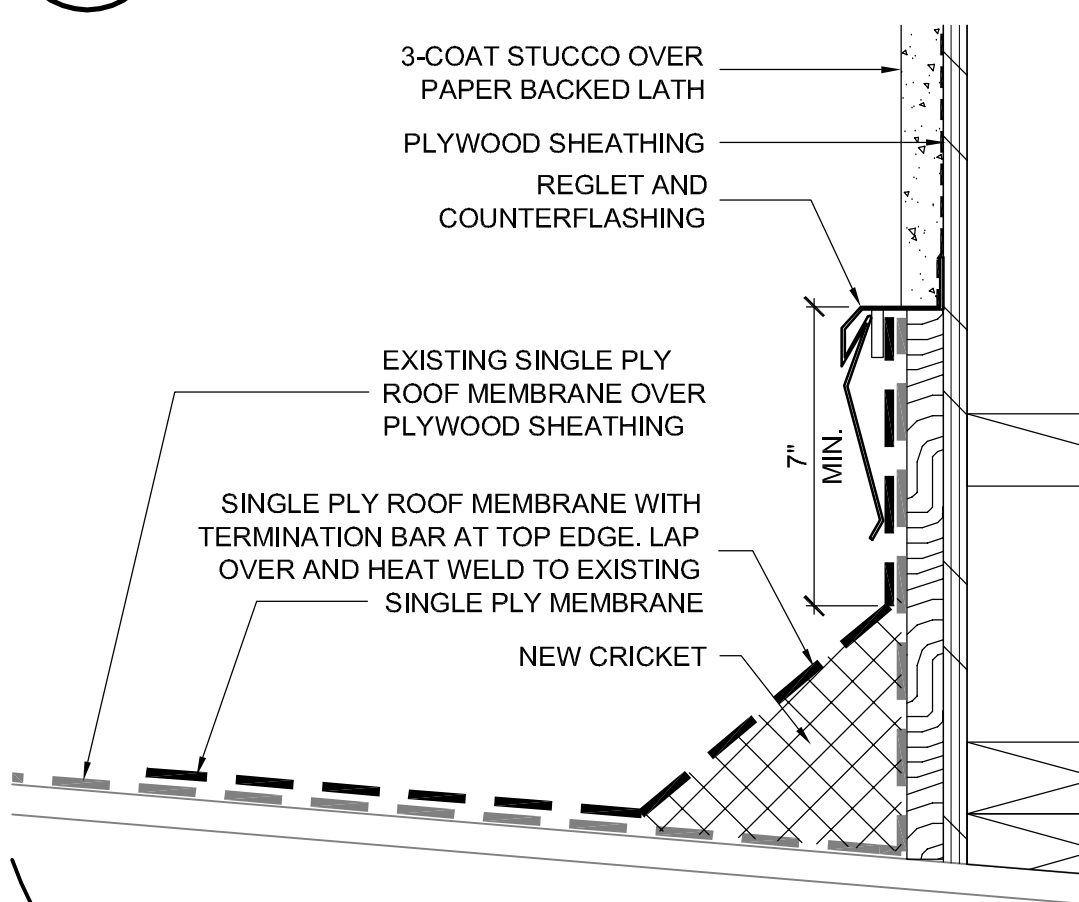 3-COAT STUCCO OVER
PAPER BACKED LATH
PLYWOOD SHEATHING
REGLET AND
COUNTERFLASHING
EXISTING SINGLE PLY
ROOF MEMBRANE OVER
PLYWOOD SHEATHING
7"
MIN.
SINGLE PLY ROOF MEMBRANE WITH
TERMINATION BAR AT TOP EDGE. LAP
OVER AND HEAT WELD TO EXISTING
SINGLE PLY MEMBRANE
NEW CRICKET